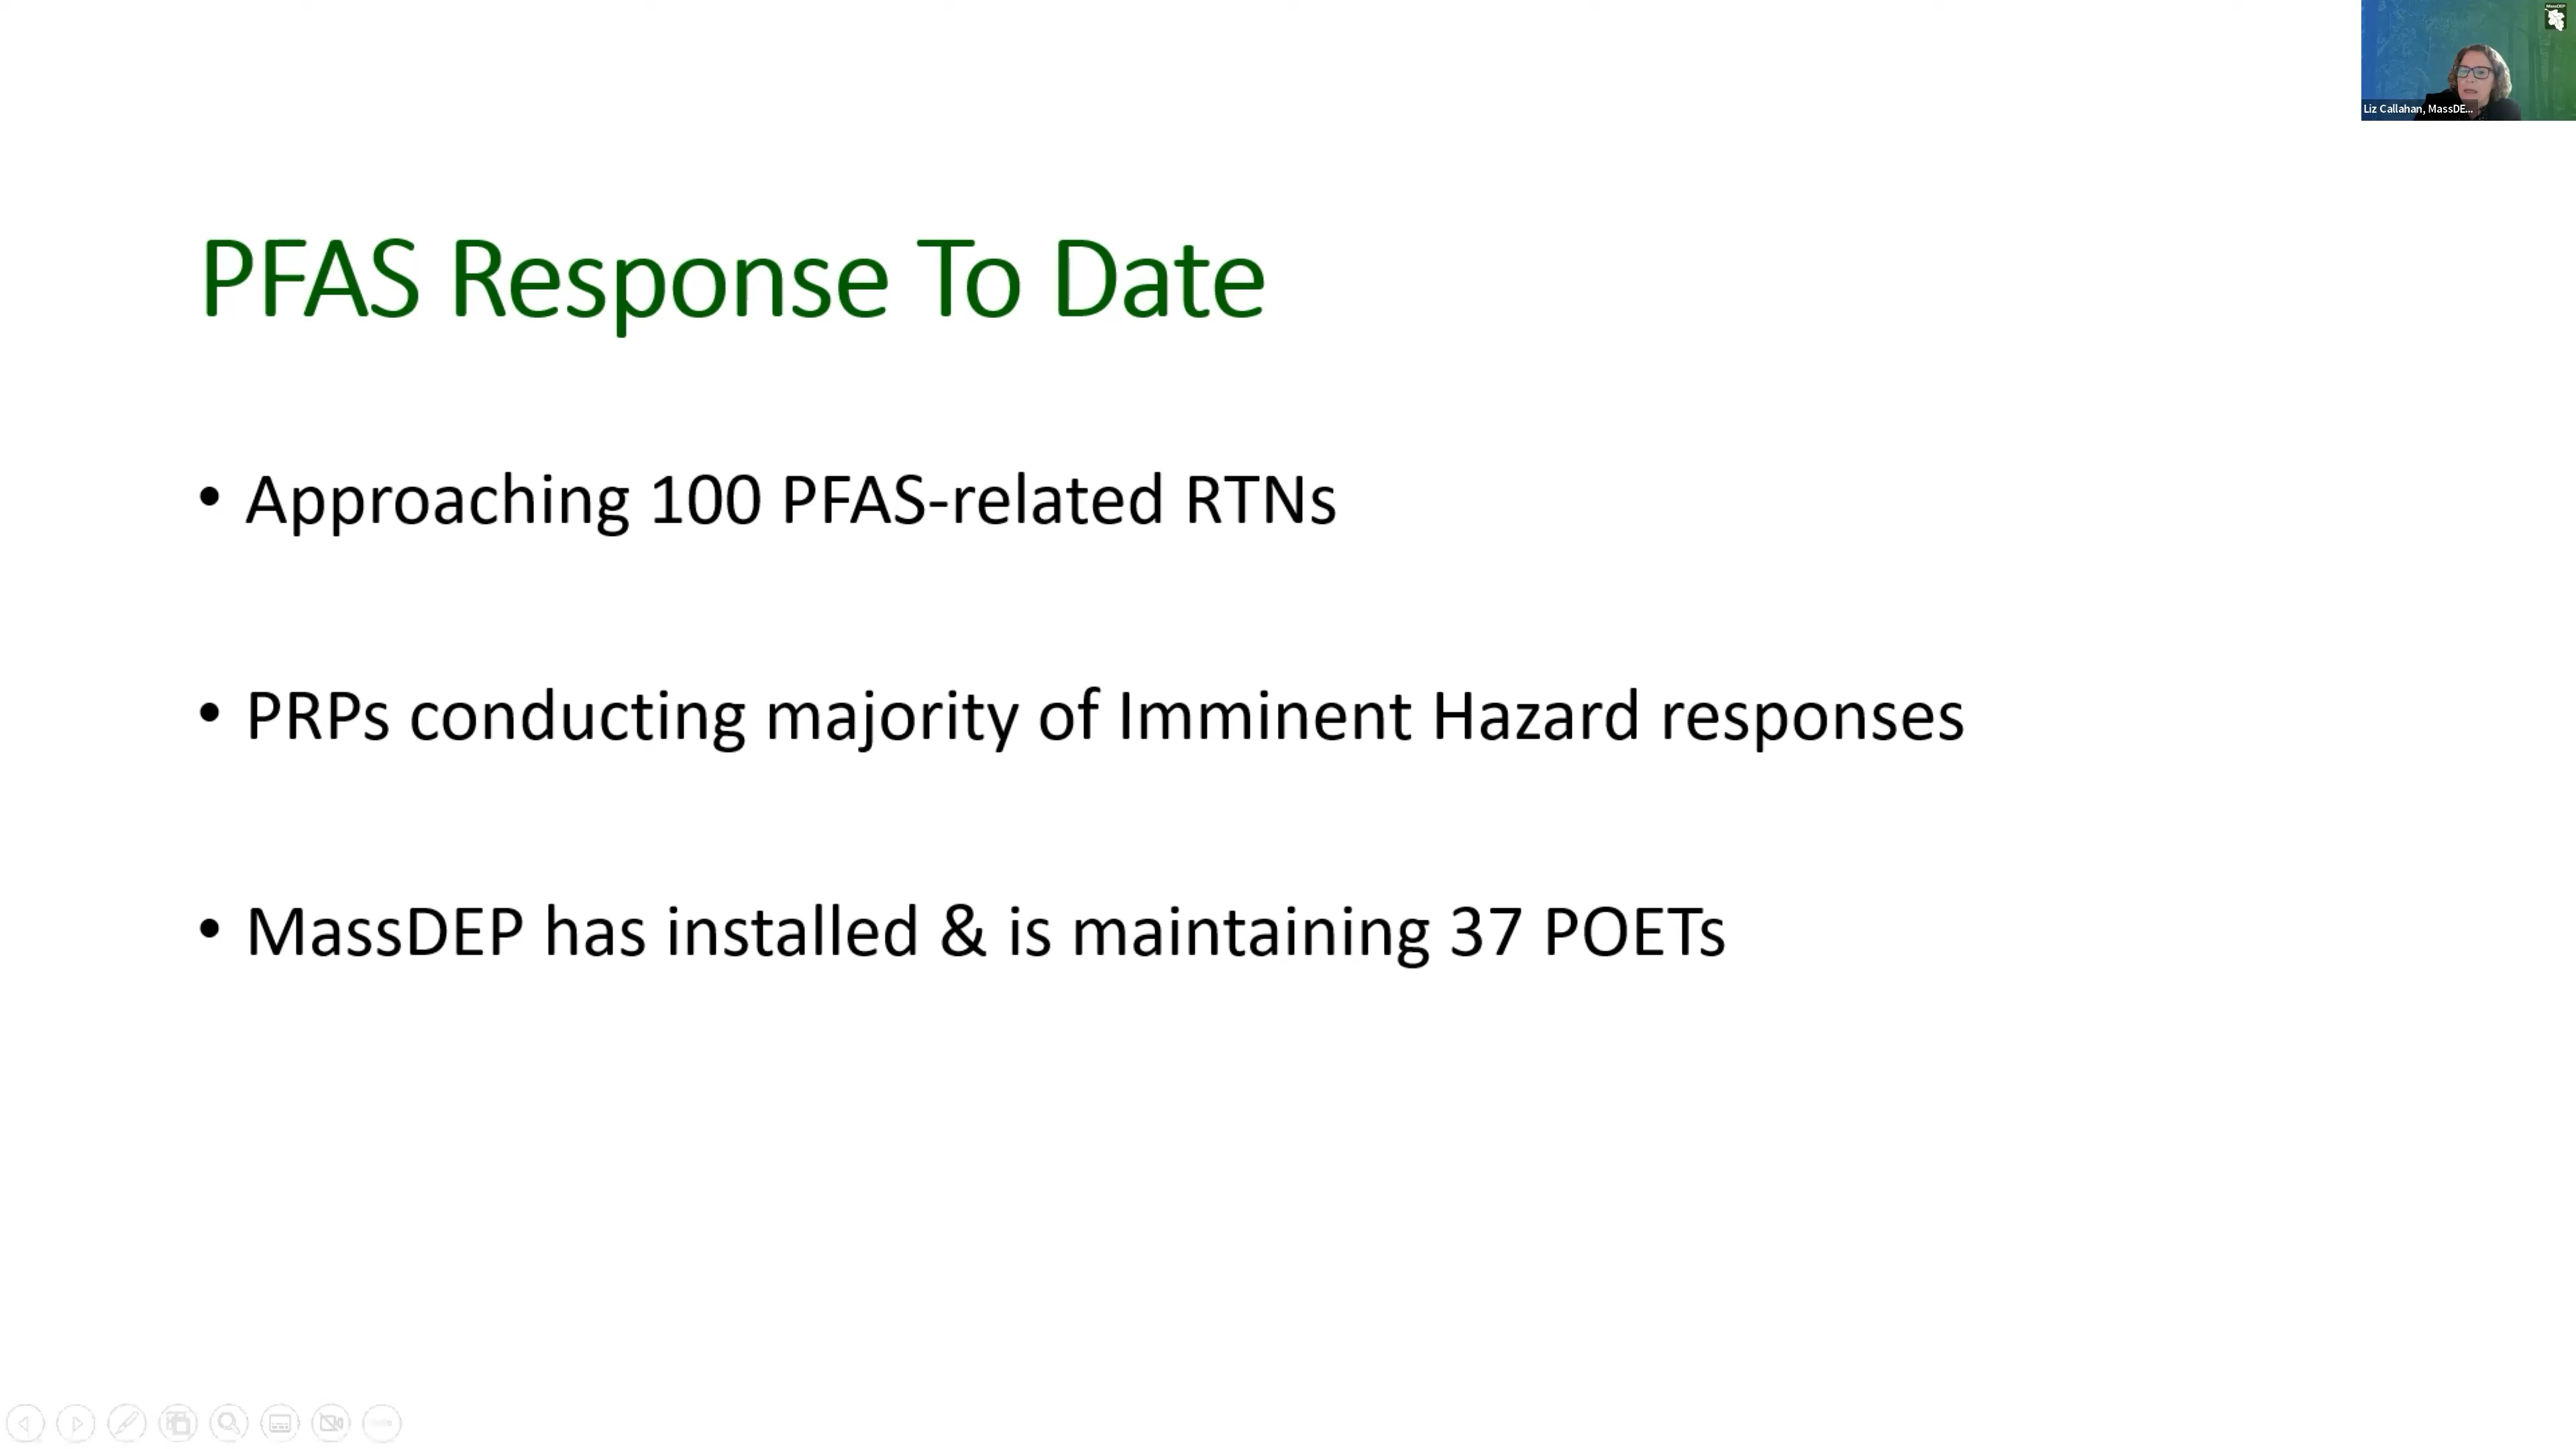 Liz Callahan, MassDE...
PFAS Response To Date
• Approaching 100 PFAS-related RTNs
• PRPs conducting majority of Imminent Hazard responses
• MassDEP has installed & is maintaining 37 POETs